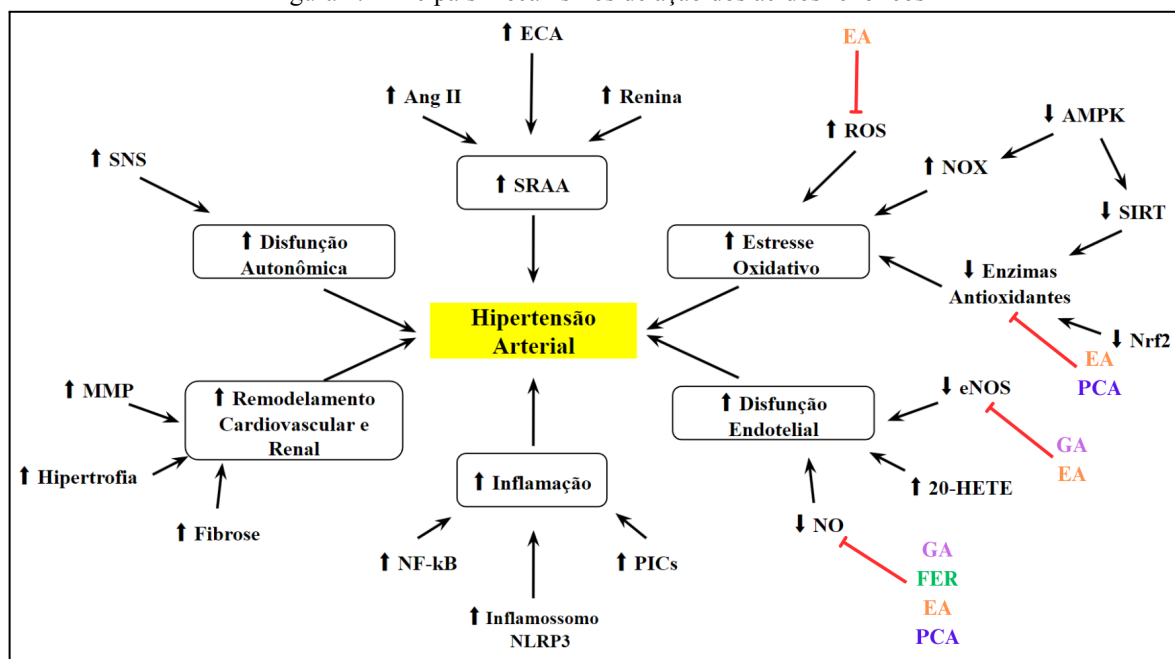 ⬆ ECA
EA
⬆ Ang II
⬆ Renina
⬆ ROS
⬇ AMPK
⬆ SNS
⬆ NOX
⬆ SRAA
⬇ SIRT
⬆ Disfunção
Autonômica
⬆ Estresse
Oxidativo
⬇ Enzimas
Antioxidantes
Hipertensão
Arterial
⬇ Nrf2
EA
PCA
⬆ MMP
⬆ Remodelamento
Cardiovascular e
Renal
⬆ Disfunção
Endotelial
⬇ eNOS
GA
EA
⬆ Hipertrofia
⬆ Inflamação
⬆ 20-HETE
⬆ Fibrose
⬇ NO
⬆ NF-kB
⬆ PICs
GA
FER
EA
PCA
⬆ Inflamossomo
NLRP3